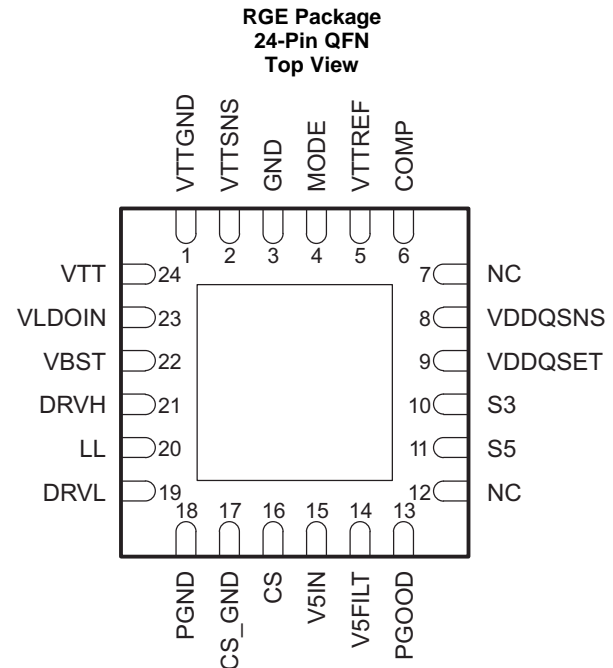 RGE Package
24-Pin QFN
Top View
VTTGND
VTTSNS
GND
MODE
VTTREF
COMP
1
2
3
4
5
6
VTT
24
7
NC
VLDOIN
23
8
VDDQSNS
VBST
22
9
VDDQSET
DRVH
21
10
S3
LL
20
11
S5
DRVL
19
12
NC
18
17
16
15
14
13
PGND
CS_GND
CS
V5IN
V5FILT
PGOOD